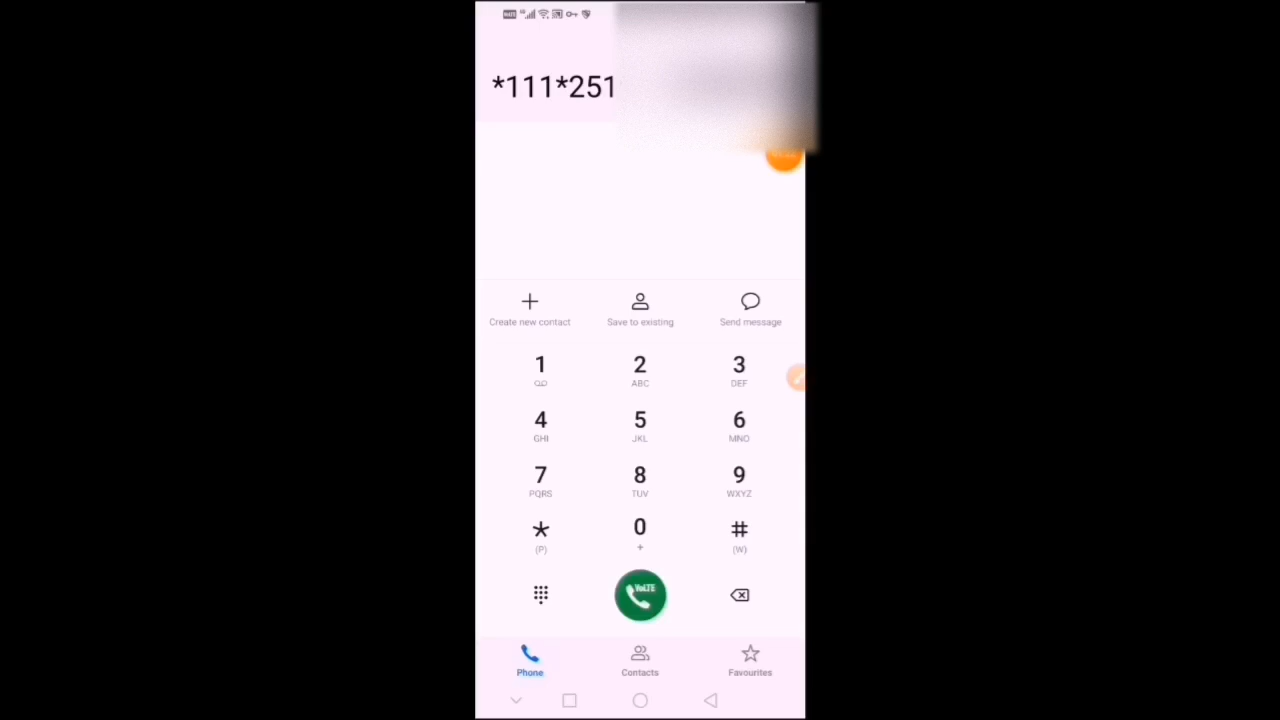 *111*251
Create new contact
Save to existing
Send message
1
2
ABC
3
DEF
4
GHI
5
JKL
6
MNO
7
PQRS
8
TUV
9
WXYZ
*
(P)
0
+
#
(W)
VoLTE
Phone
Contacts
Favourites